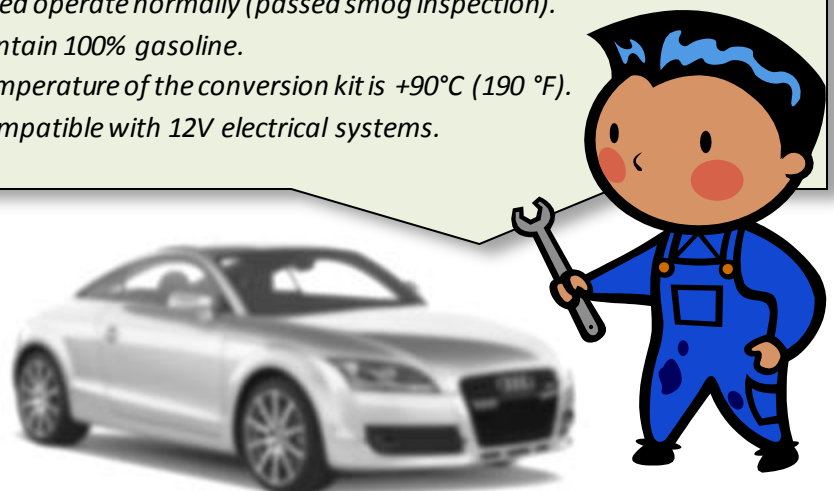 operate normally (passed smog inspection).
100% gasoline.
of the conversion kit is +90°C (190 °F).
with 12V electrical systems.